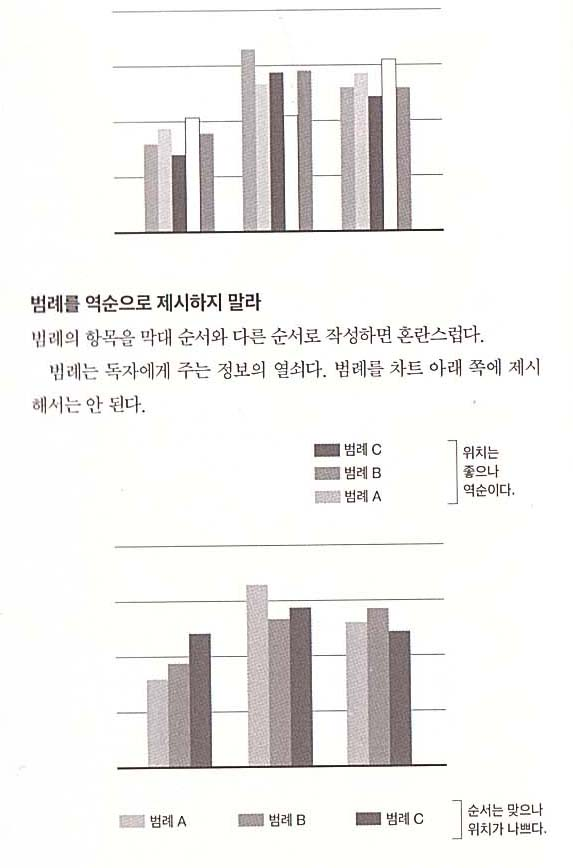 범례를 역순으로 제시하지 말라
범례의 항목을 막대 순서와 다른 순서로 작성하면 혼란스럽다.
범례는 독자에게 주는 정보의 열쇠다. 범례를 차트 아래 쪽에 제시
해서는 안 된다.
범례 C
범례 B
범례 A
위치는
좋으나
역순이다.
범례 A
범례 B
범례 C
순서는 맞으나
위치가 나쁘다.